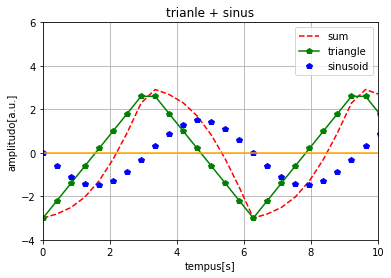 trianle + sinus
sum
triangle
sinusoid
amplitudo[a.u.]
6
4
2
0
−2
−4
0
2
4
6
8
10
tempus[s]